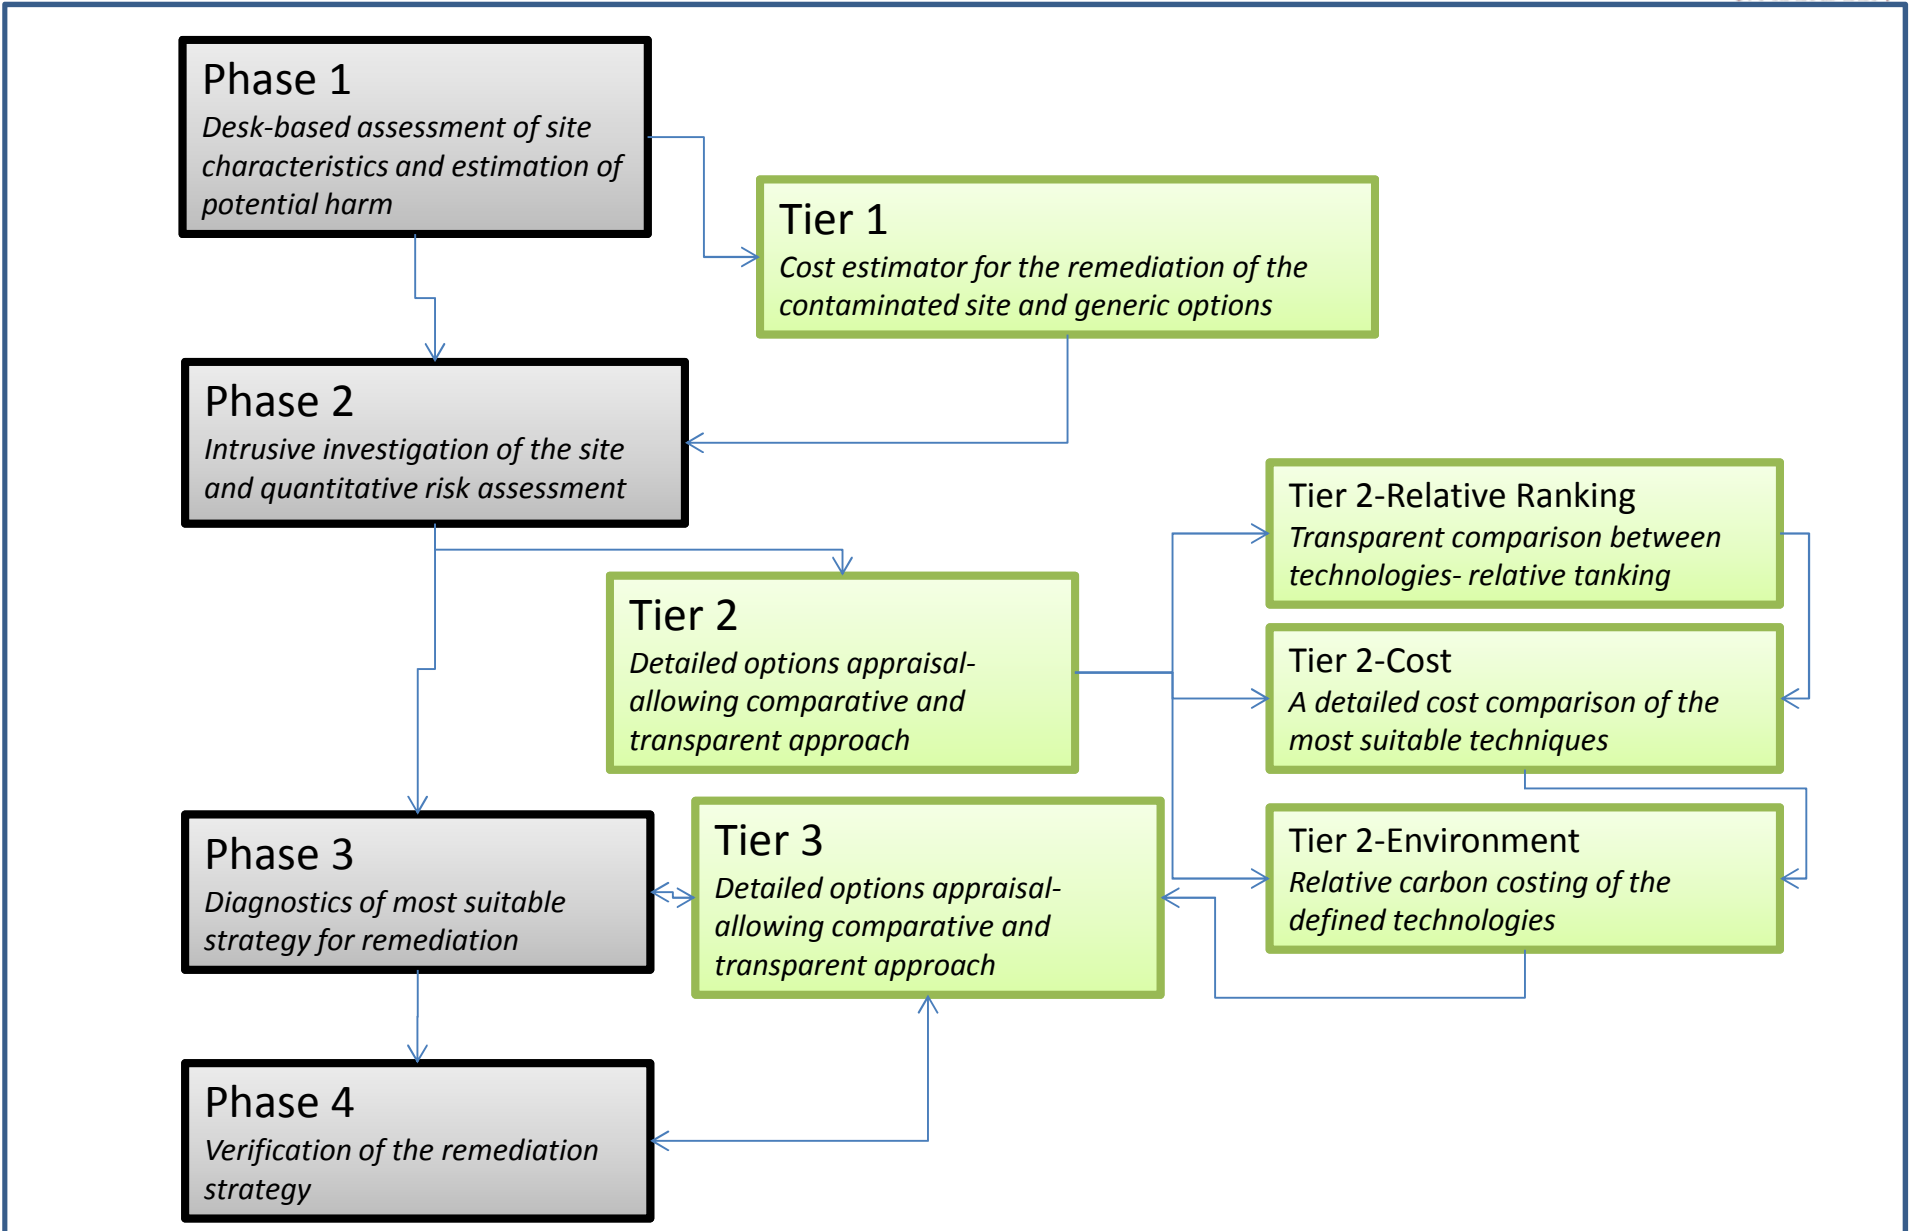 Phase 1
Desk-based assessment of site
characteristics and estimation of
potential harm
Tier 1
Cost estimator for the remediation of the
contaminated site and generic options
Phase 2
Intrusive investigation of the site
and quantitative risk assessment
Tier 2-Relative Ranking
Transparent comparison between
technologies- relative tanking
Tier 2
Detailed options appraisal-
allowing comparative and
transparent approach
Tier 2-Cost
A detailed cost comparison of the
most suitable techniques
Phase 3
Diagnostics of most suitable
strategy for remediation
Tier 3
Detailed options appraisal-
allowing comparative and
transparent approach
Tier 2-Environment
Relative carbon costing of the
defined technologies
Phase 4
Verification of the remediation
strategy